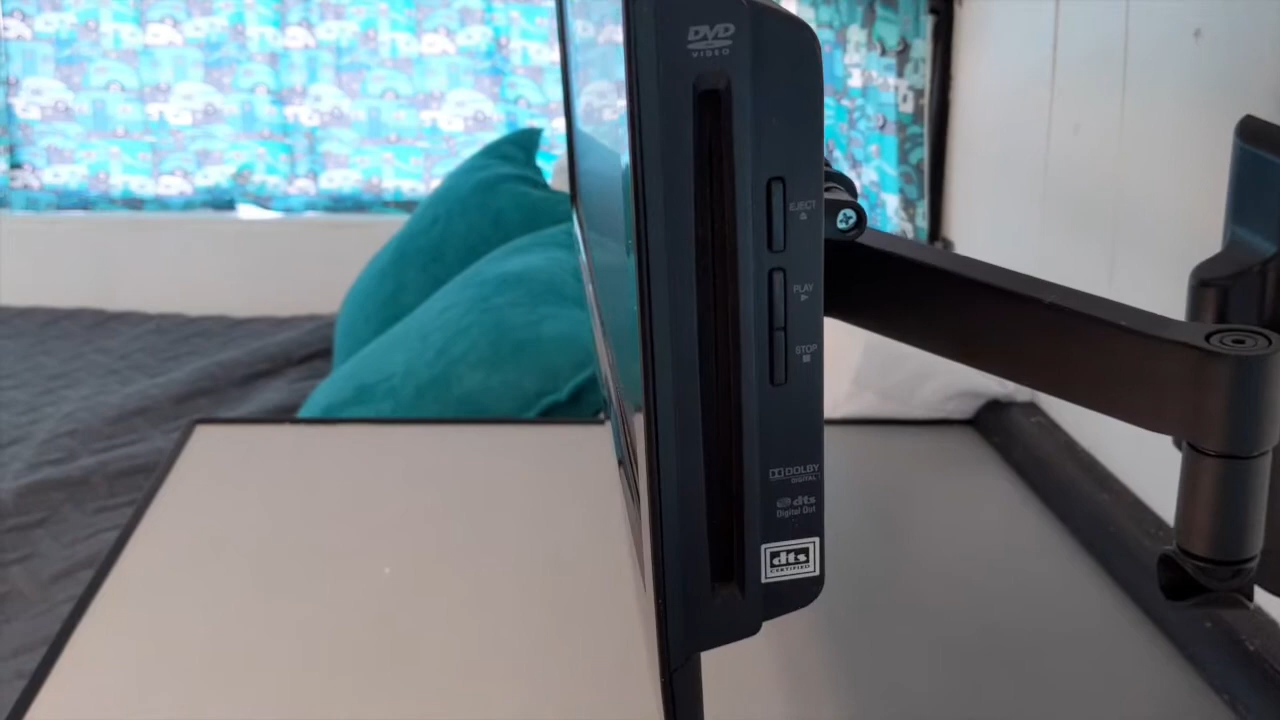 DVD
VIDEO
EJECT
PLAY
STOP
DOLBY
DIGITAL
dts
Digital Out
dts
CERTIFIED